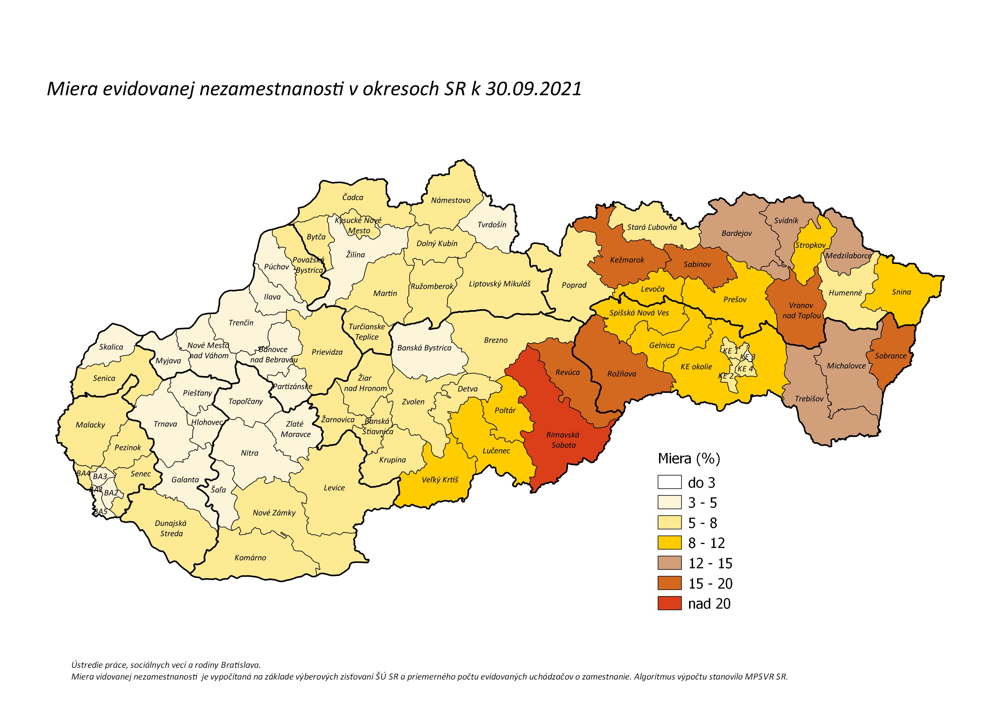 Miera evidovanej nezamestnanosti v okresoch SR k 30.09.2021
Čadca
Námestovo
Kysucké Nové
Mesto
Tvrdošín
Bytča
Dolný Kubín
Žilina
Stará Ľubovňa
Svidník
Bardejov
Stropkov
Medzilaborce
Považská
Bystrica
Púchov
Kežmarok
Sabinov
Ilava
Martin
Ružomberok
Liptovský Mikuláš
Poprad
Levoča
Prešov
Humenné
Snina
Vranov
nad Topľou
Spišská Nová Ves
Trenčín
Turčianske
Teplice
Brezno
Banská Bystrica
Gelnica
Skalica
Nové Mesto
nad Váhom
Bánovce
nad Bebravou
Prievidza
Myjava
KE 1
KE 3
Sobrance
Michalovce
KE okolie
KE 4
KE 2
Revúca
Rožňava
Senica
Žiar
nad Hronom
Partizánske
Detva
Piešťany
Topoľčany
Zvolen
Poltár
Trebišov
Malacky
Trnava
Hlohovec
Zlaté
Moravce
Žarnovica
Banská
Štiavnica
Pezinok
Nitra
Rimavská
Sobota
Krupina
Lučenec
BA4
BA3
Senec
Galanta
Veľký Krtíš
BA1
BA2
Šaľa
Levice
BA5
Nové Zámky
Dunajská
Streda
Komárno
Miera (%)
do 3
3 - 5
5 - 8
8 - 12
12 - 15
15 - 20
nad 20
Ústredie práce, sociálnych vecí a rodiny Bratislava.
Miera vidovanej nezamestnanosti  je vypočítaná na základe výberových zisťovaní ŠÚ SR a priemerného počtu evidovaných uchádzačov o zamestnanie. Algoritmus výpočtu stanovilo MPSVR SR.